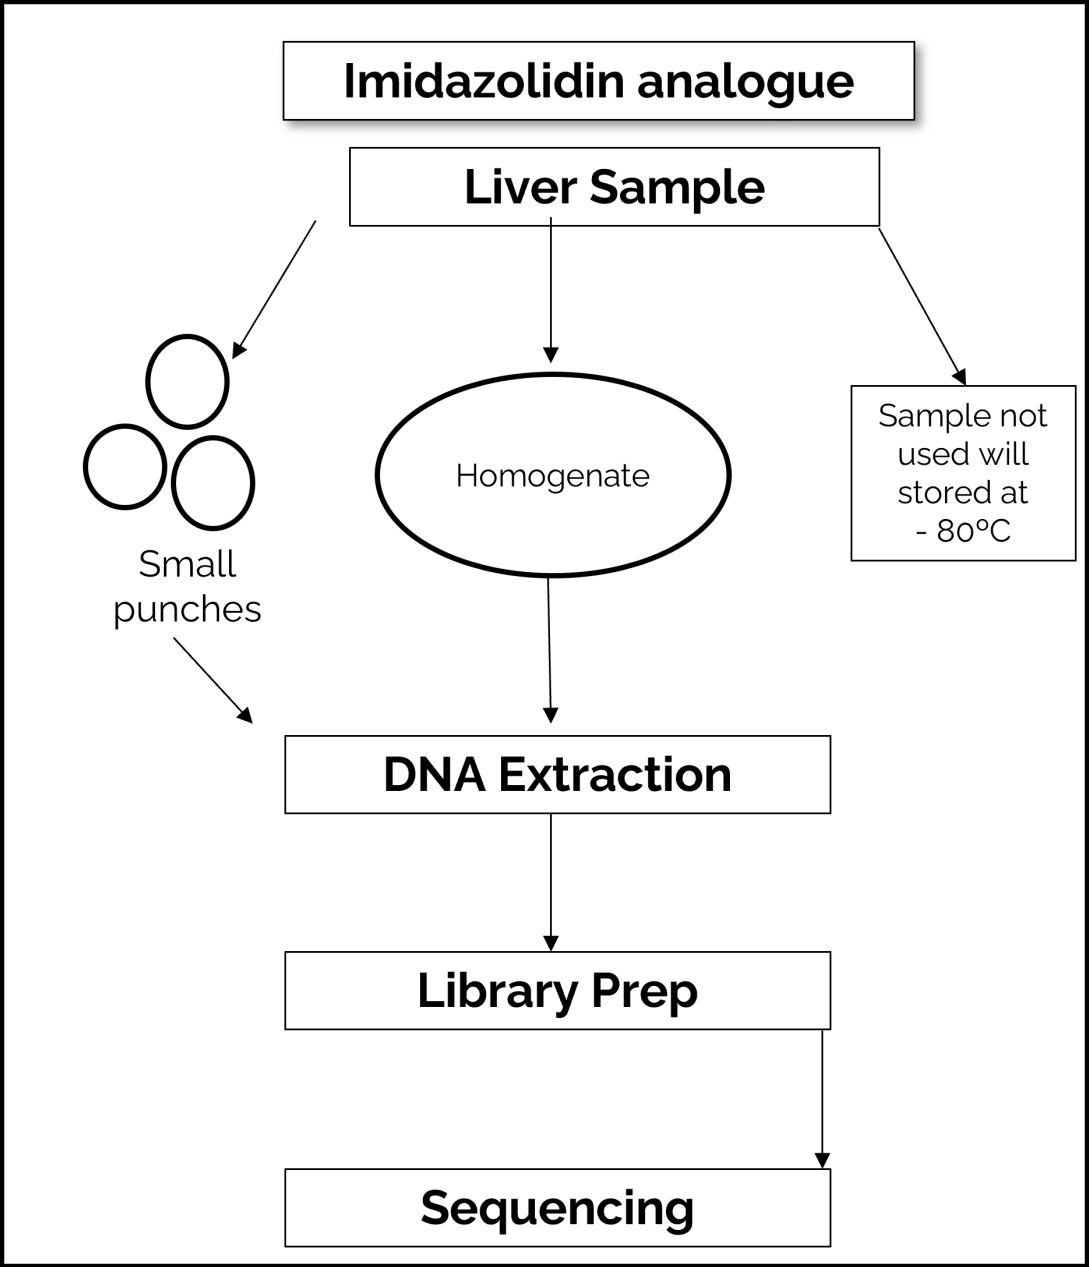 Imidazolidin analogue
Liver Sample
Sample not
used will
stored at
- 80ºC
Homogenate
Small
punches
DNA Extraction
Library Prep
Sequencing